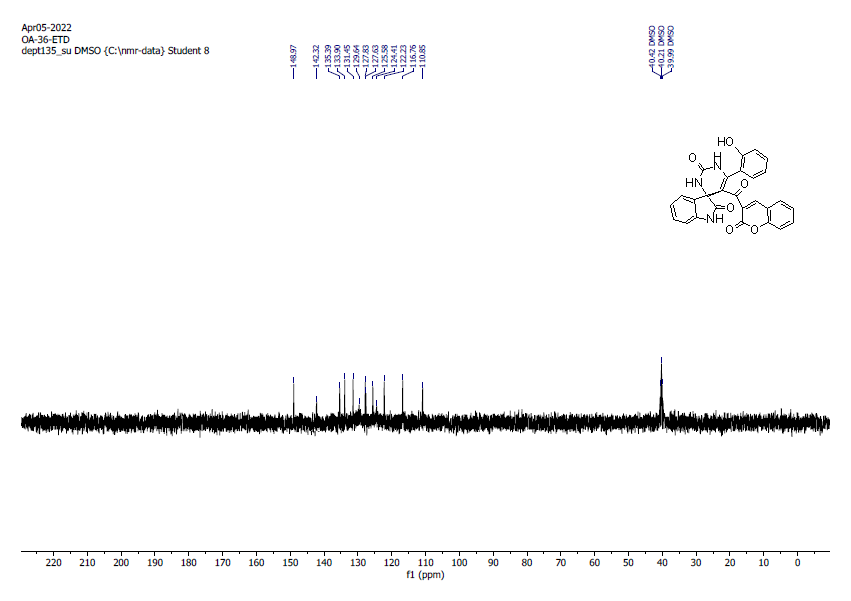 Apr05-2022
OA-36-ETD
dept135_su DMSO {C:\nmr-data} Student 8
148.97
142.32
135.39
133.90
131.45
129.64
127.83
127.63
125.58
124.41
122.23
116.76
110.85
40.42 DMSO
40.21 DMSO
39.99 DMSO
HO
O
H
N
HN
O
O
NH
O
O
220 210 200 190 180 170 160 150 140 130 120 110 100 90 80 70 60 50 40 30 20 10 0
f1 (ppm)